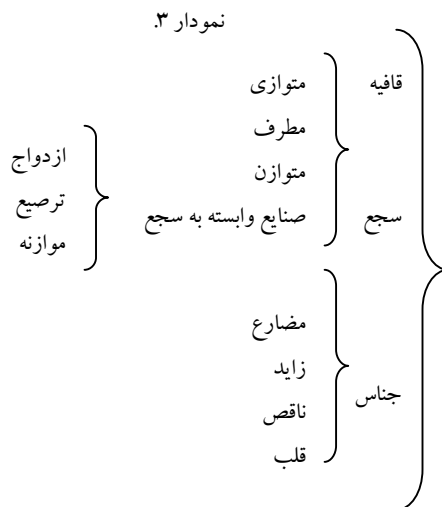 نمودار ۳.
قافیه
متوازی
مطرف
متوازن
سجع
صنایع وابسته به سجع
ازدواج
ترصیع
موازنه
جناس
مضارع
زاید
ناقص
قلب